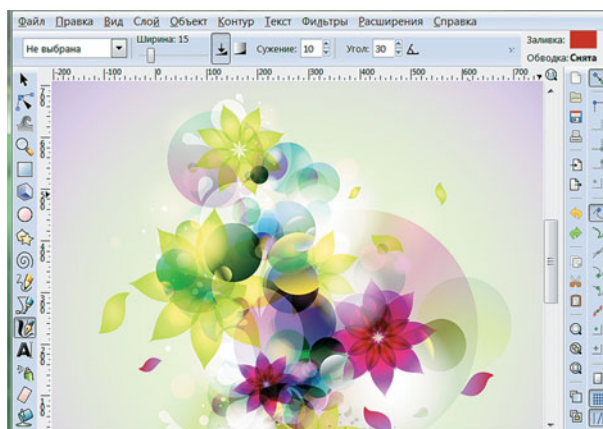 Файл Правка Вид Слой Объект Контур Текст Фильтры Расширения Справка
Не выбрана Ширина: 15 Сужение: 10 Угол: 30 Заливка:
Обводка: Снята
-200 -100 0 100 200 300 400 500 600 700